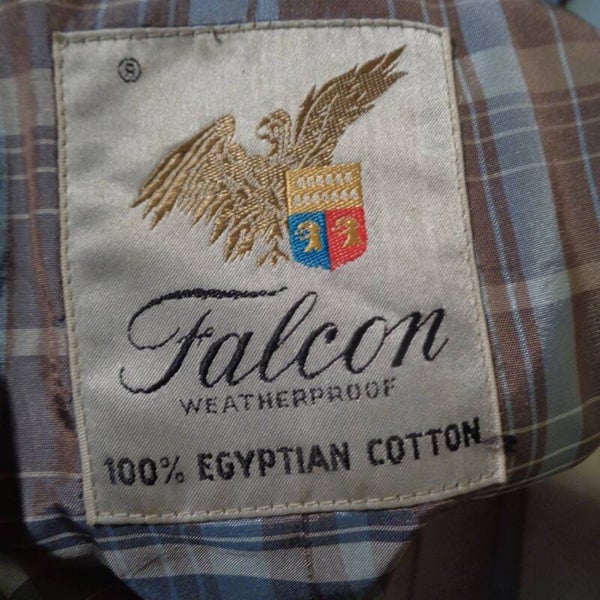 Ⓢ
Falcon
WEATHERPROOF
100% EGYPTIAN COTTON